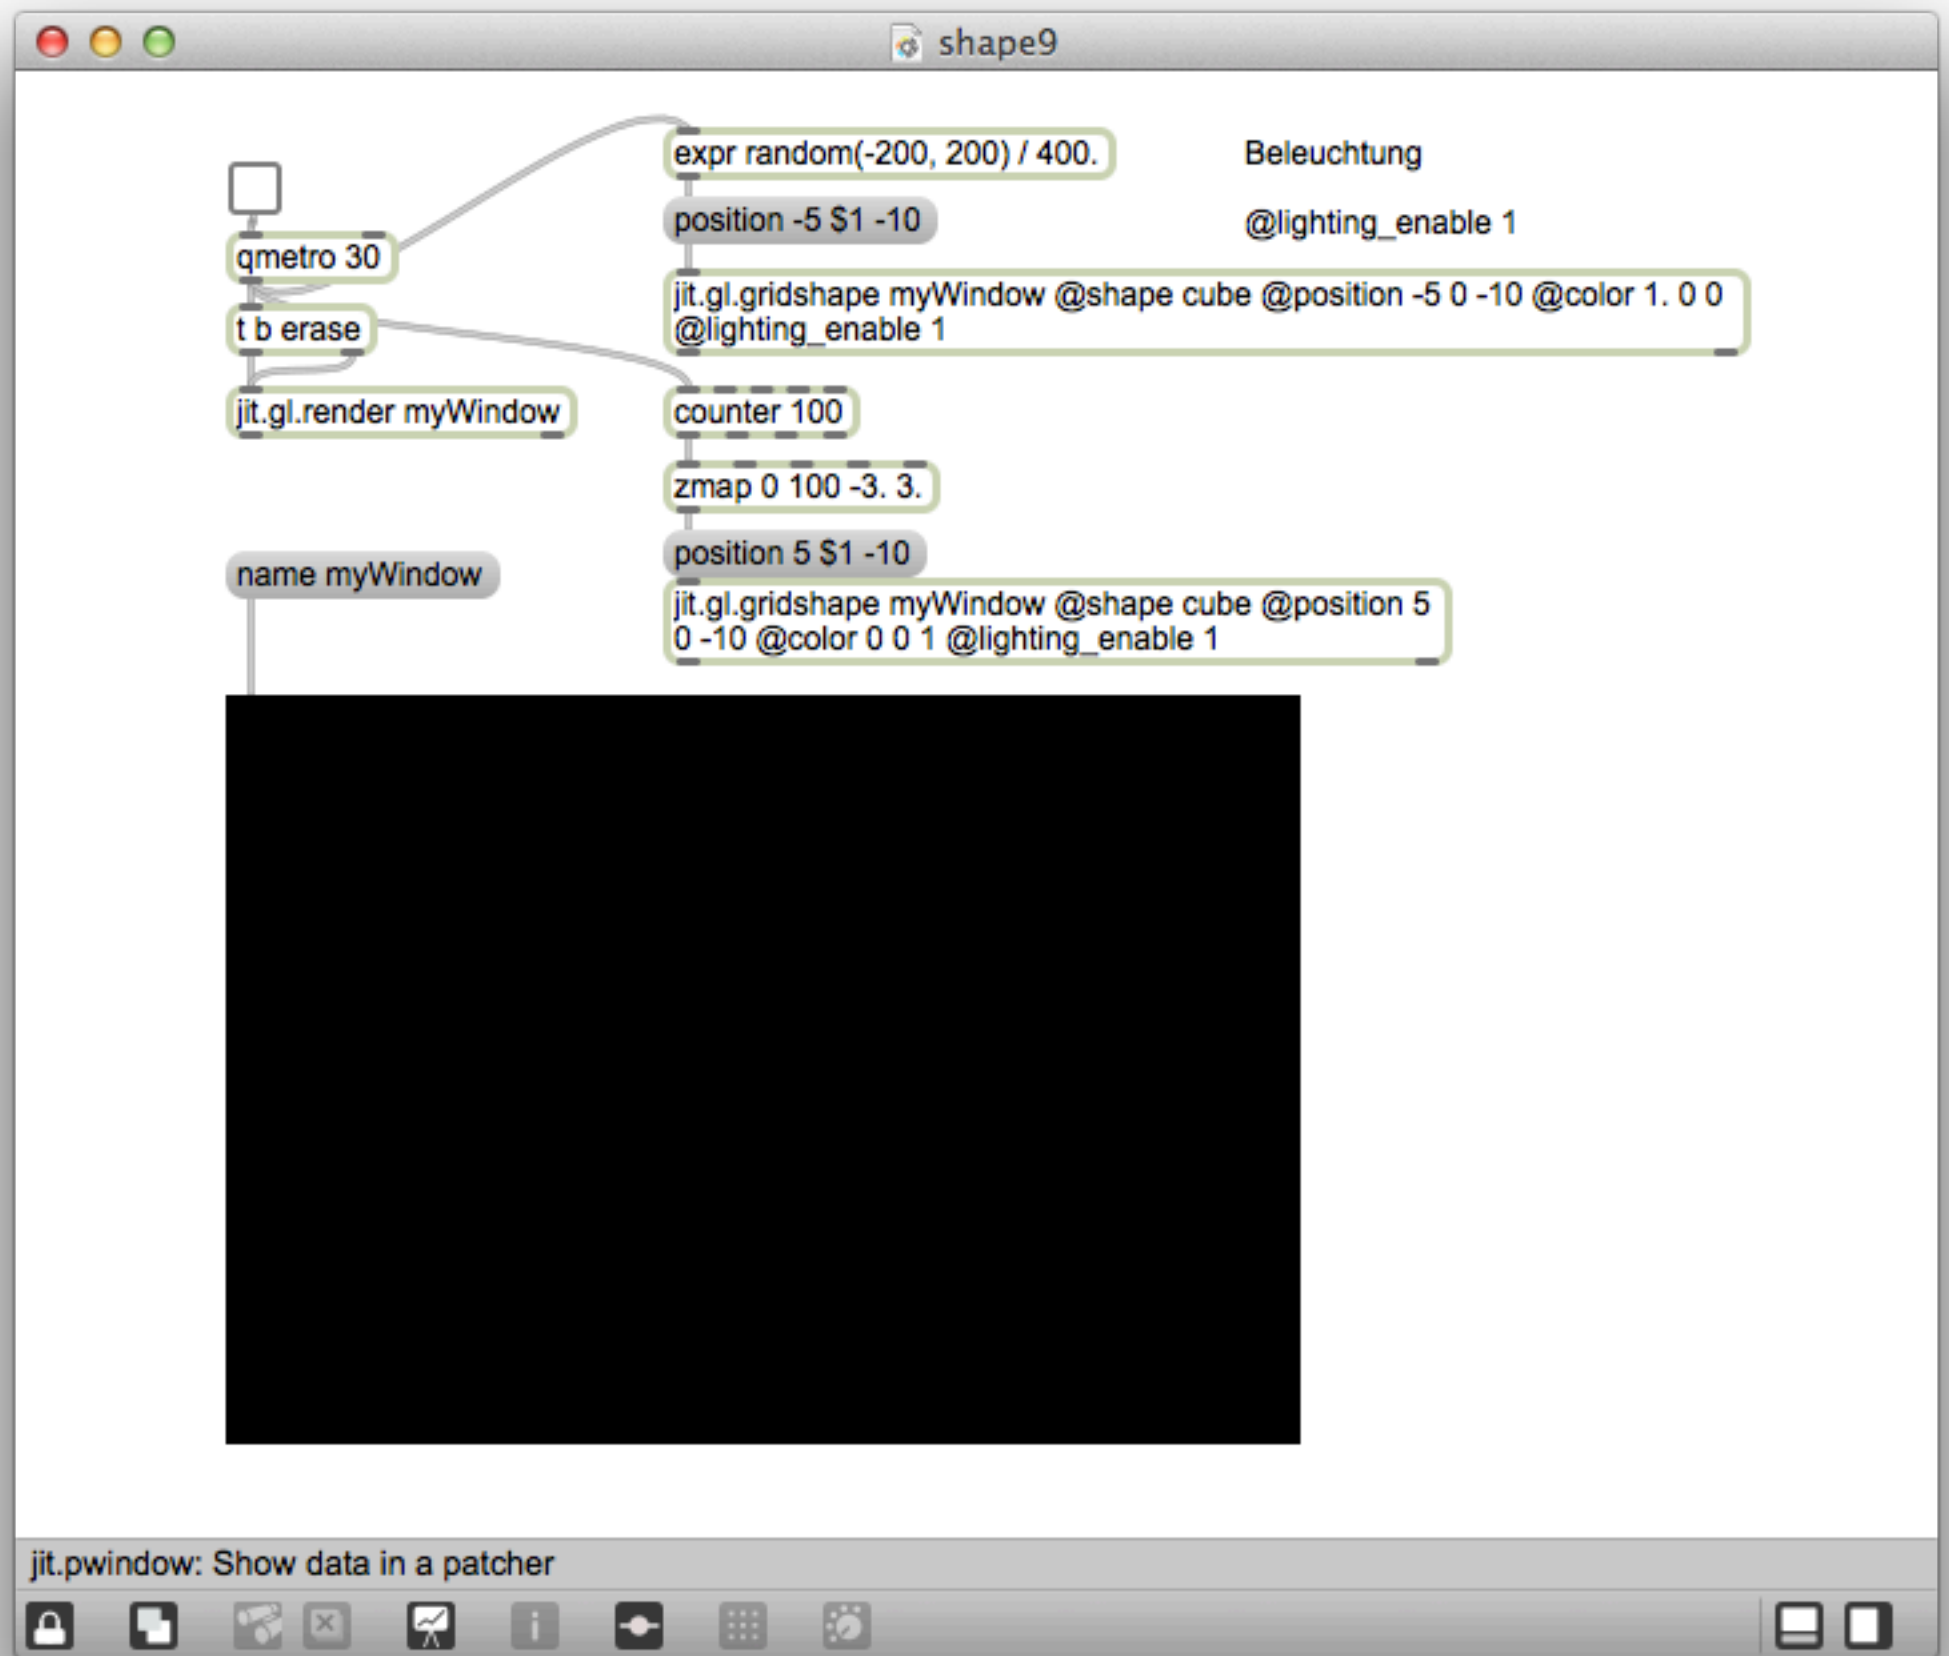 shape9
expr random(-200, 200) / 400.
Beleuchtung
position -5 $1 -10
@lighting_enable 1
qmetro 30
jit.gl.gridshape myWindow @shape cube @position -5 0 -10 @color 1. 0 0
@lighting_enable 1
t b erase
jit.gl.render myWindow
counter 100
zmap 0 100 -3. 3.
position 5 $1 -10
name myWindow
jit.gl.gridshape myWindow @shape cube @position 5
0 -10 @color 0 0 1 @lighting_enable 1
jit.pwindow: Show data in a patcher